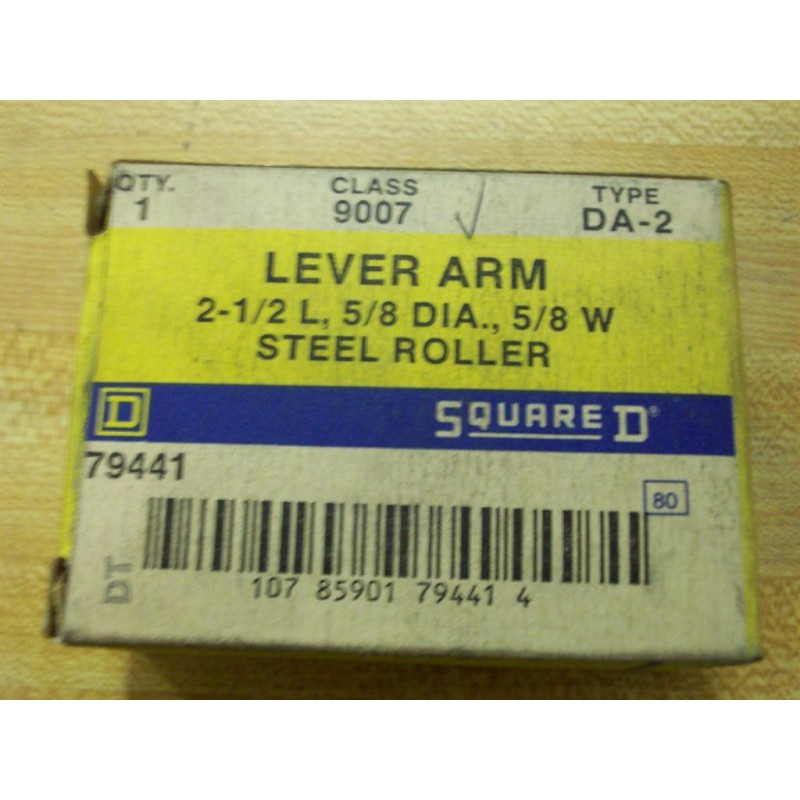 QTY. CLASS TYPE
1 9007 DA-2
LEVER ARM
2-1/2 L, 5/8 DIA., 5/8 W
STEEL ROLLER
D SQUARE D®
79441
80
DT
107 85901 79441 4